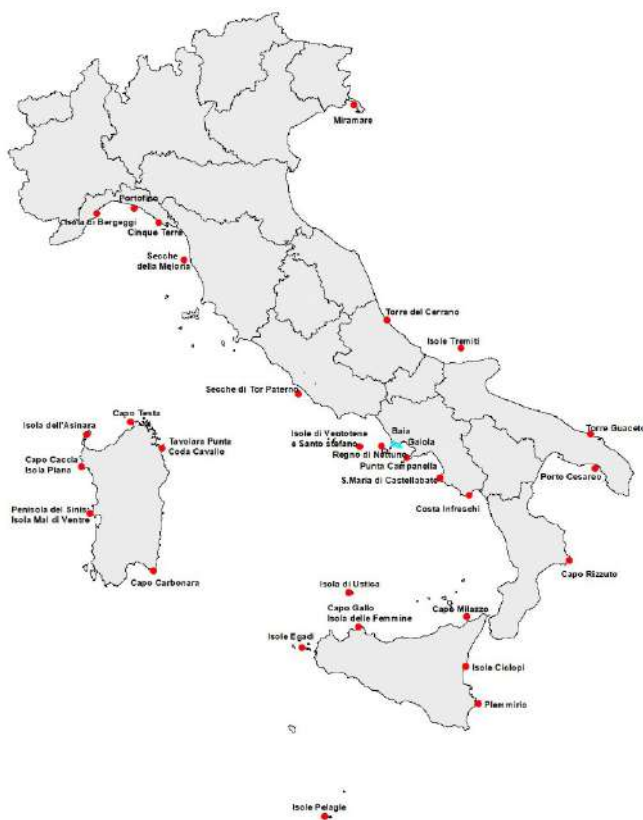 Miramare
Portofino
Isola di Bergeggi
Cinque Terre
Secche
della Meloria
Torre del Cerrano
Isole Tremiti
Secche di Tor Paterno
Capo Testa
Isola dell'Asinara
Tavolara Punta
Coda Cavallo
Capo Caccia
Isola Piana
Penisola del Sinis
Isola Mal di Ventre
Capo Carbonara
Isole di Ventotene
e Santo Stefano
Baia
Gaiola
Regno di Nettuno
Punta Campanella
S.Maria di Castellabate
Costa Infreschi
Torre Guaceto
Porto Cesareo
Capo Rizzuto
Isola di Ustica
Capo Gallo
Isola delle Femmine
Capo Milazzo
Isole Egadi
Isole Ciclopi
Plemmirio
Isole Pelagie